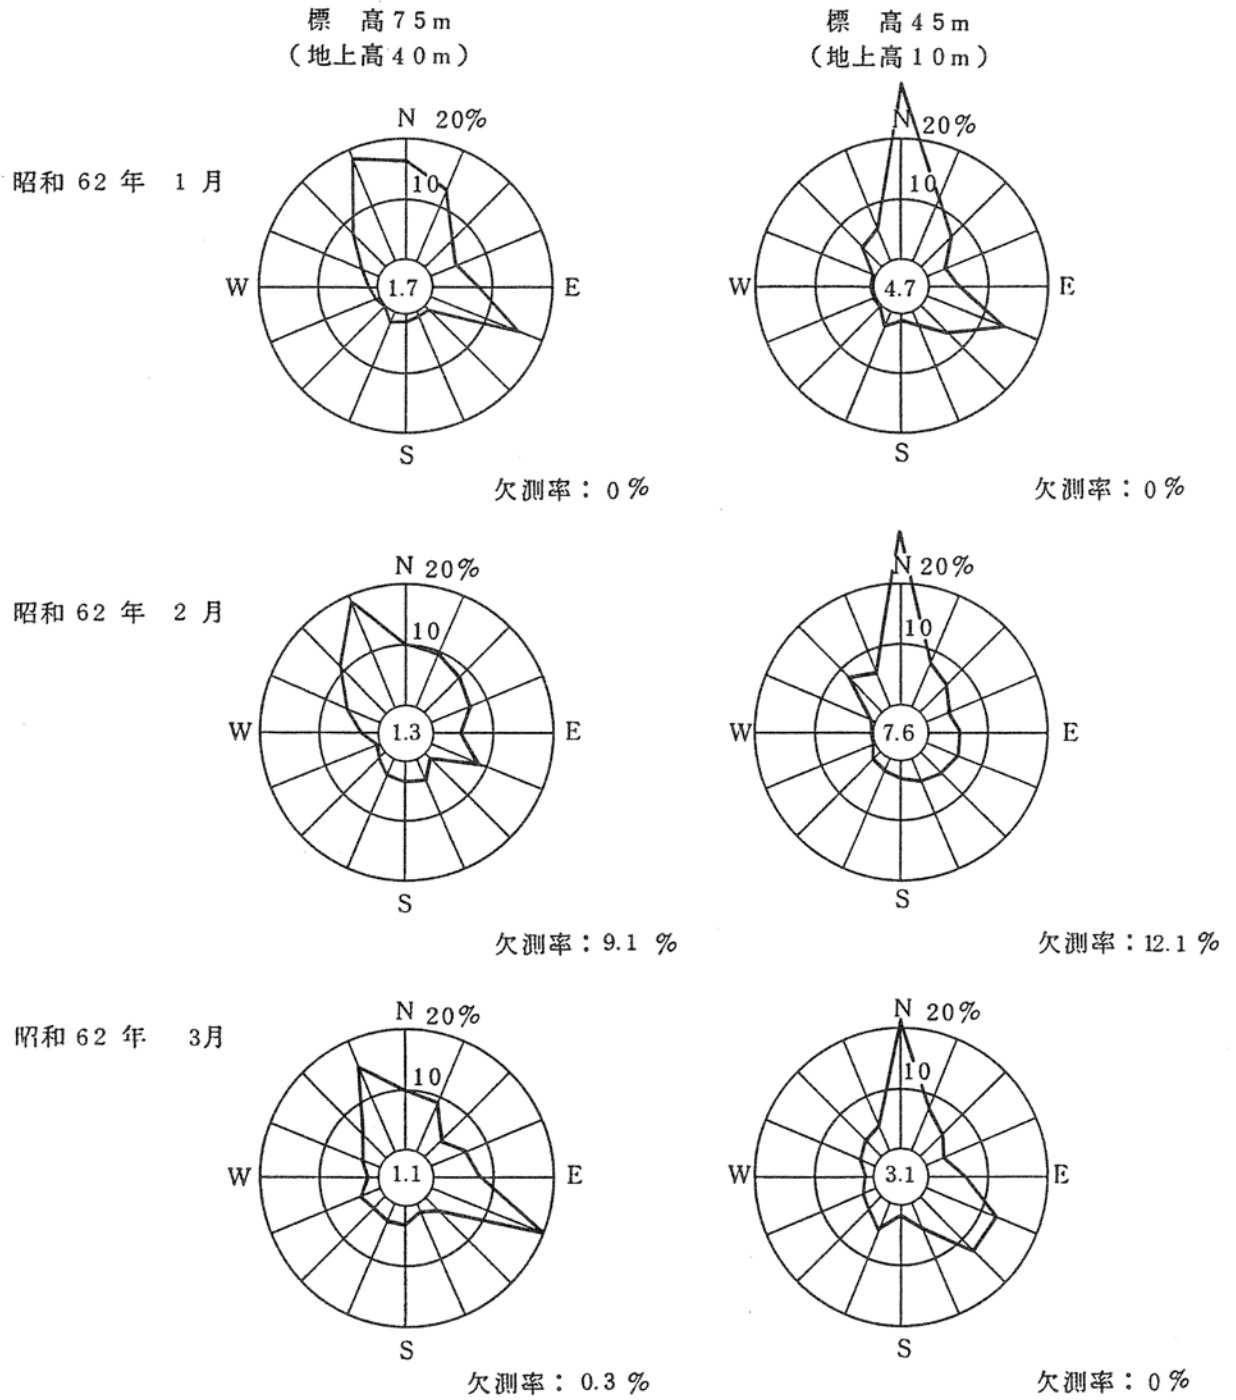 標 高75m
(地上高40m)
標 高45m
(地上高10m)
昭和 62 年 1 月
N 20%
10
W
1.7
E
S
欠測率：0 %
N 20%
10
W
4.7
E
S
欠測率：0 %
昭和 62 年 2 月
N 20%
10
W
1.3
E
S
欠測率：9.1 %
N 20%
10
W
7.6
E
S
欠測率：12.1 %
昭和 62 年 3月
N 20%
10
W
1.1
E
S
欠測率：0.3 %
N 20%
10
W
3.1
E
S
欠測率：0 %